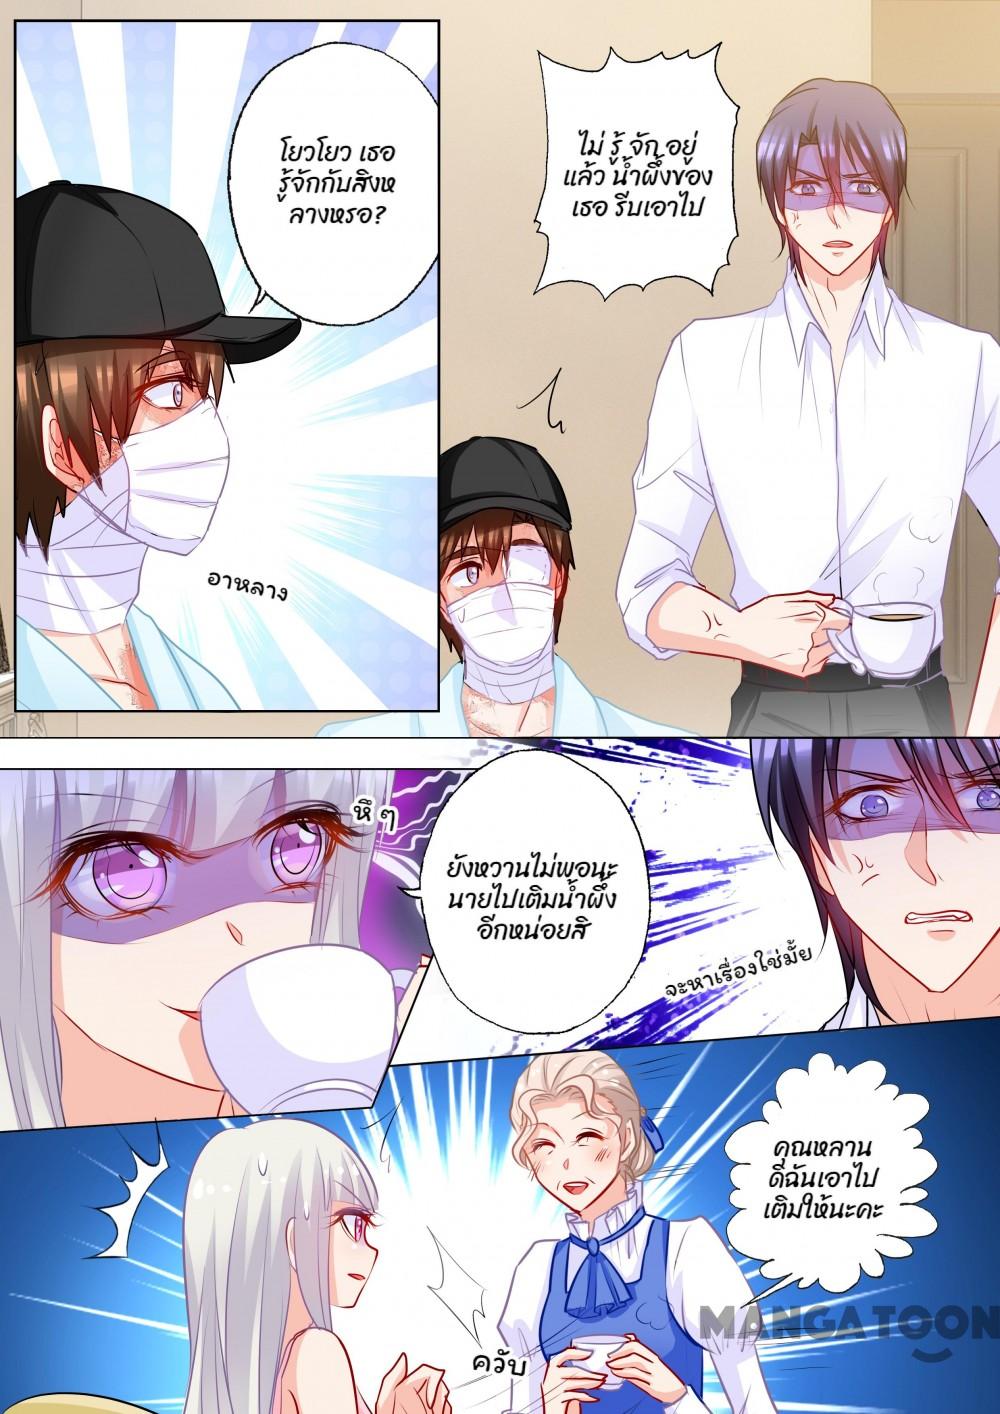 โยวโยว เธอ
รู้จักกับสิงห
ลางหรอ?
ไม่ รู้ จัก อยู่
แล้ว น้ำผึ้งของ
เธอ รีบเอาไป
อาหลาง
หึ ๆ
ยังหวานไม่พอนะ
นายไปเติมน้ำผึ้ง
อีกหน่อยสิ
จะหาเรื่องใช่มั้ย
คุณหลาน
ดิฉันเอาไป
เติมให้นะคะ
ควับ
MANGATOON